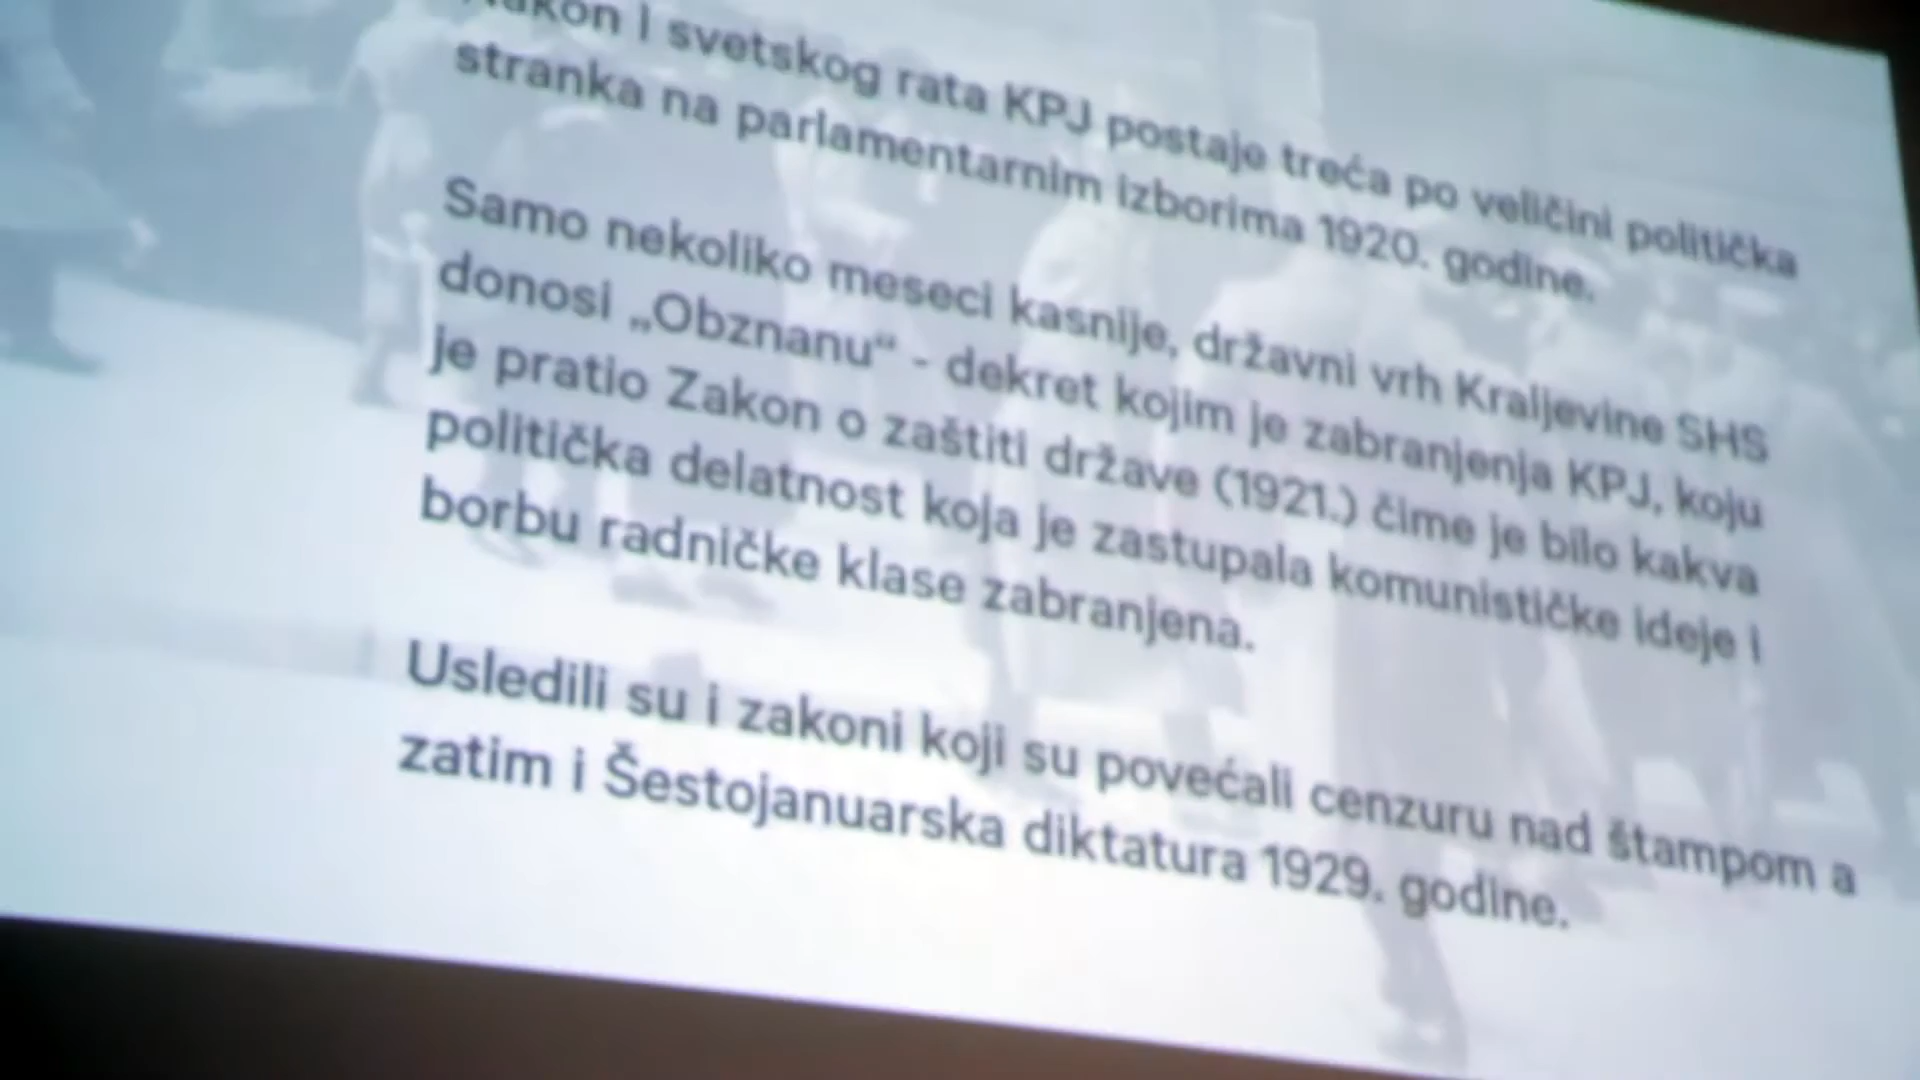 Nakon I svetskog rata KPJ postaje treća po veličini politička
stranka na parlamentarnim izborima 1920. godine.
Samo nekoliko meseci kasnije, državni vrh Kraljevine SHS
donosi „Obznanu“ - dekret kojim je zabranjenja KPJ, koju
je pratio Zakon o zaštiti države (1921.) čime je bilo kakva
politička delatnost koja je zastupala komunističke ideje i
borbu radničke klase zabranjena.
Usledili su i zakoni koji su povećali cenzuru nad štampom a
zatim i Šestojanuarska diktatura 1929. godine.